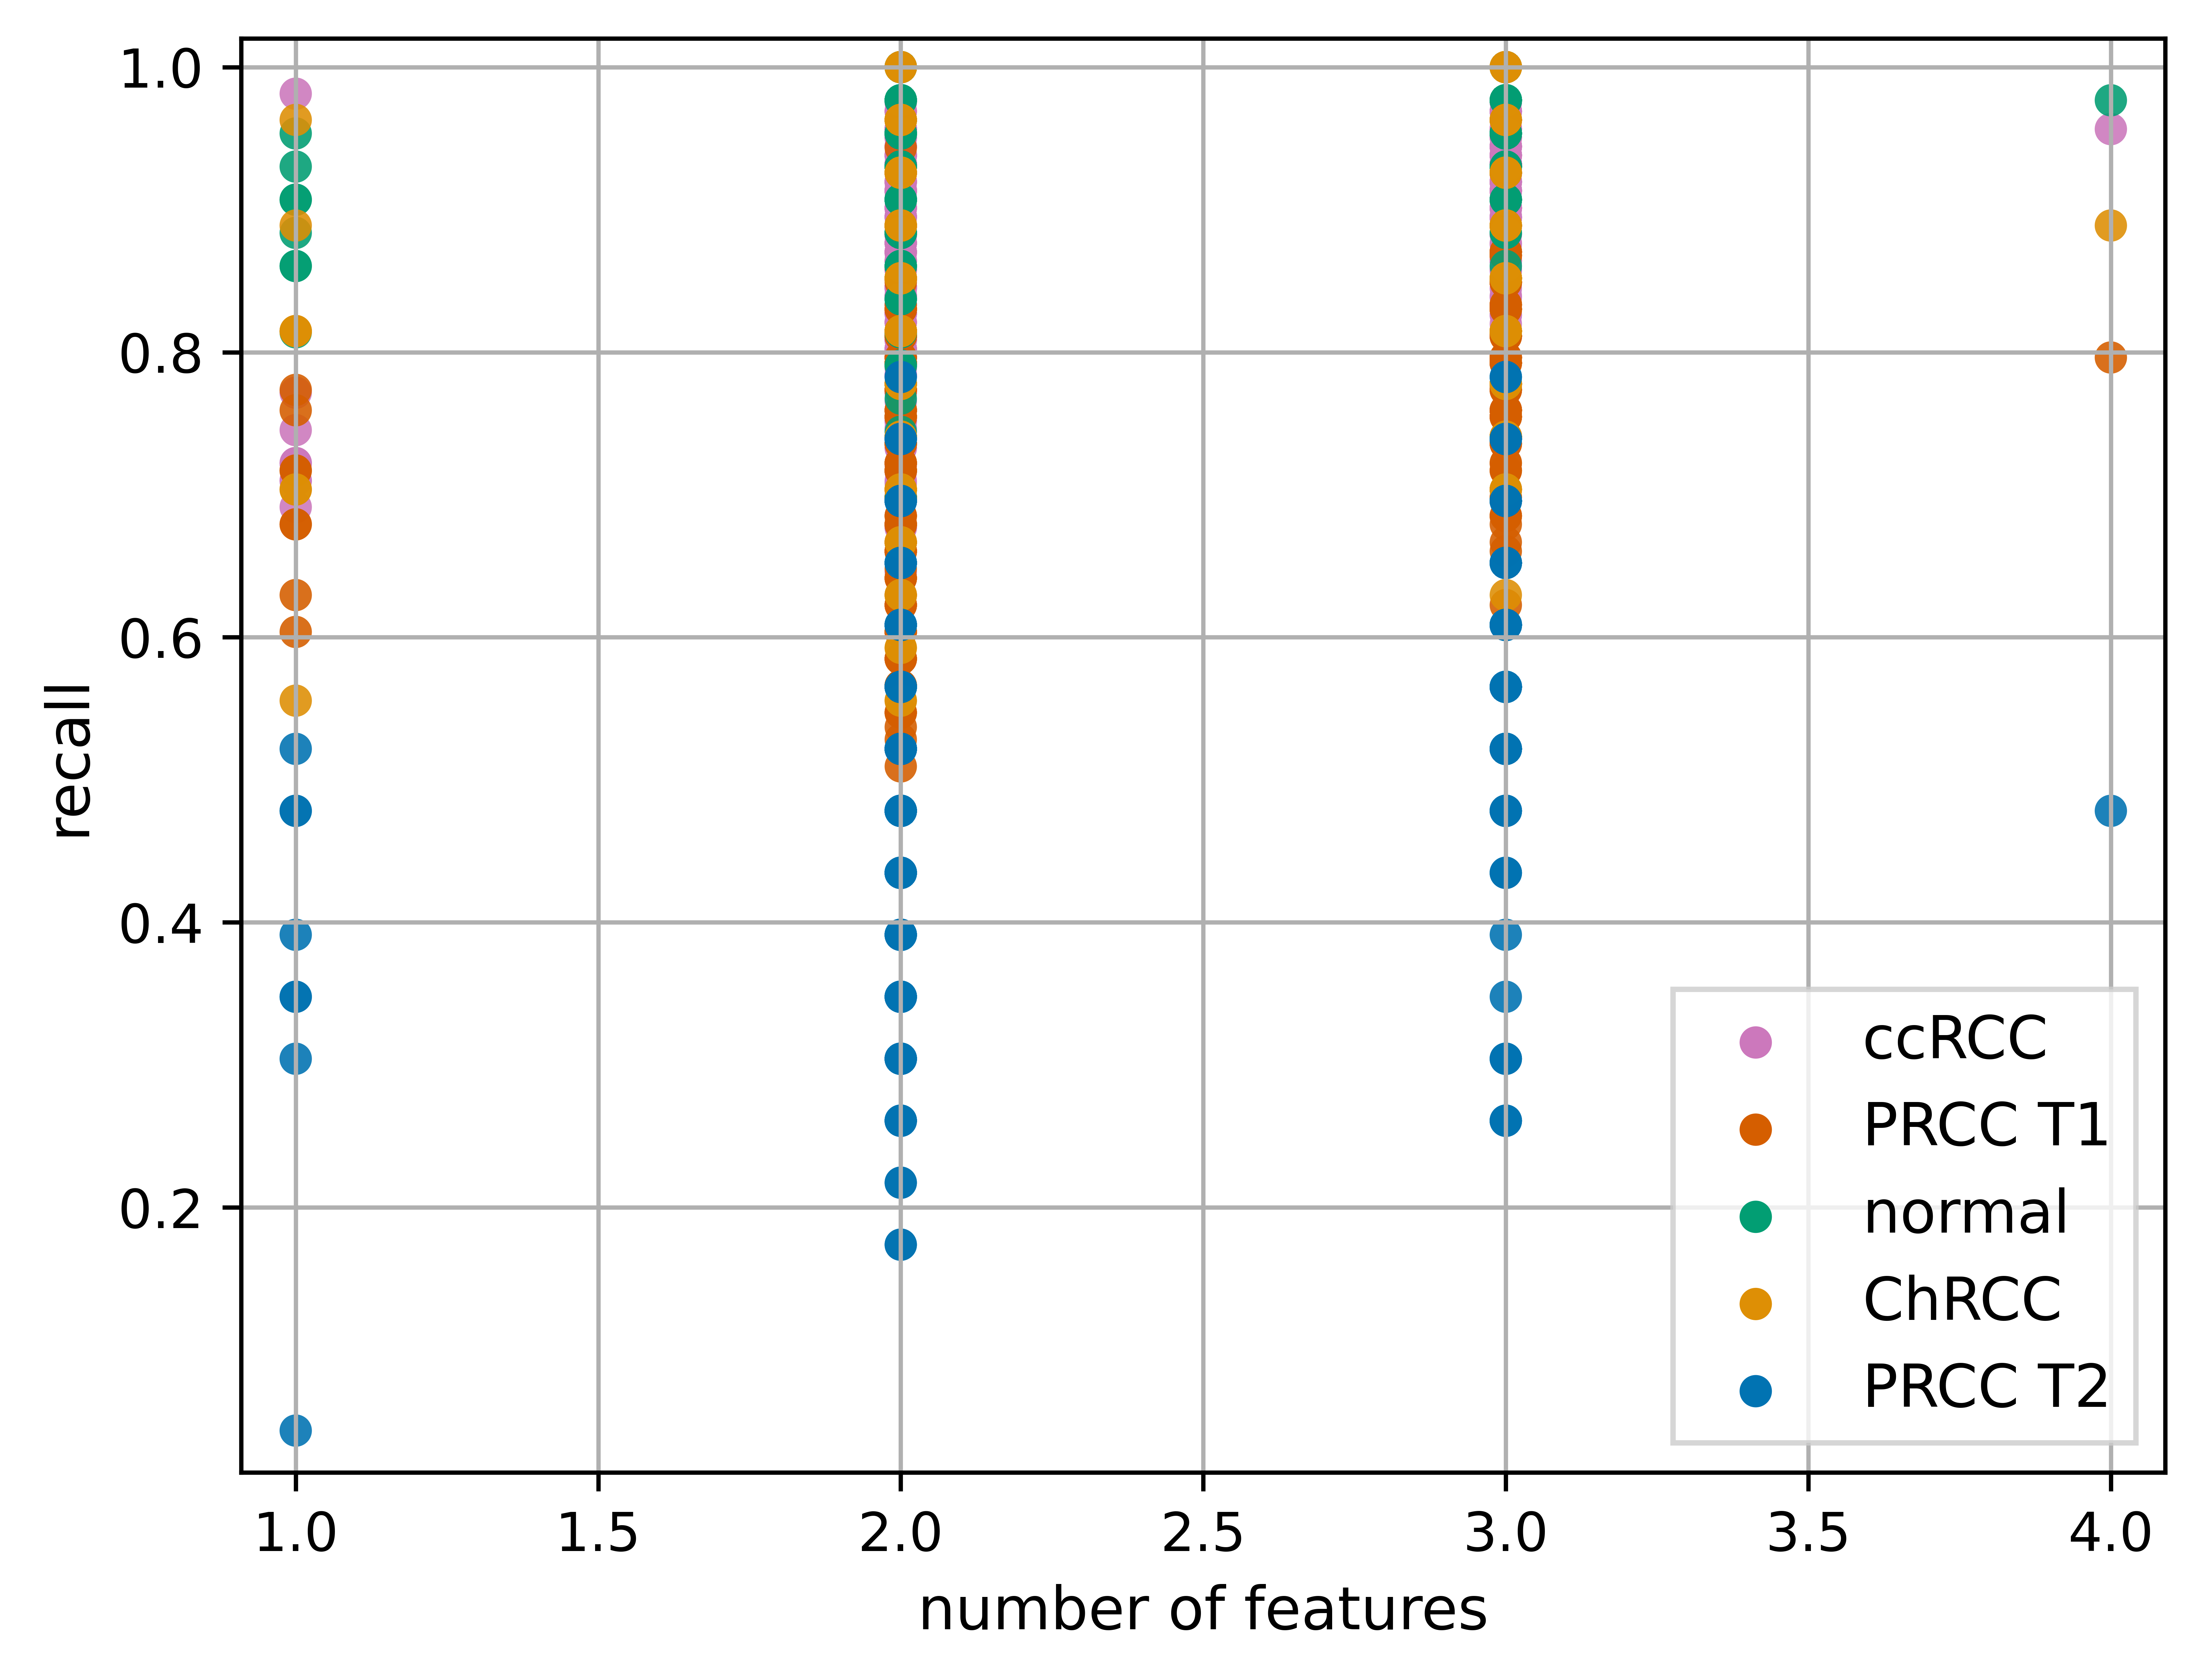 recall
1.0
0.8
0.6
0.4
0.2
1.0 1.5 2.0 2.5 3.0 3.5 4.0
number of features
ccRCC
PRCC T1
normal
ChRCC
PRCC T2